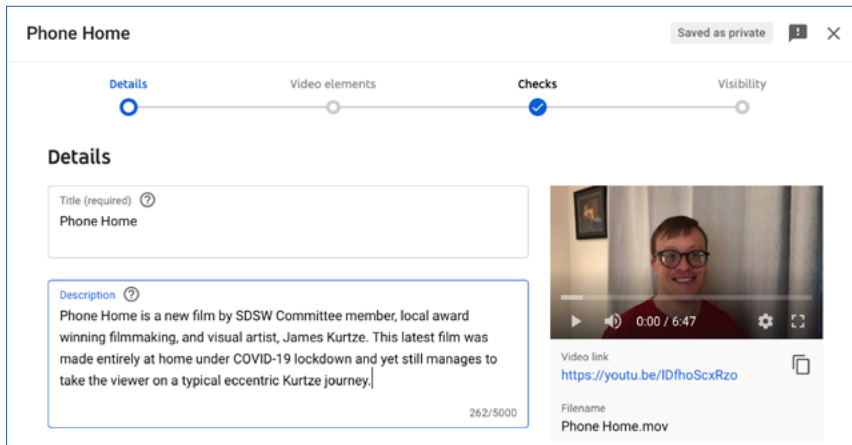 Phone Home
Saved as private
Details
Video elements
Checks
Visibility
Details
Title (required)
Phone Home
Description
Phone Home is a new film by SDSW Committee member, local award
winning filmmaking, and visual artist, James Kurtze. This latest film was
made entirely at home under COVID-19 lockdown and yet still manages to
take the viewer on a typical eccentric Kurtze journey.
262/5000
0:00 / 6:47
Video link
https://youtu.be/lDfhoScxRzo
Filename
Phone Home.mov